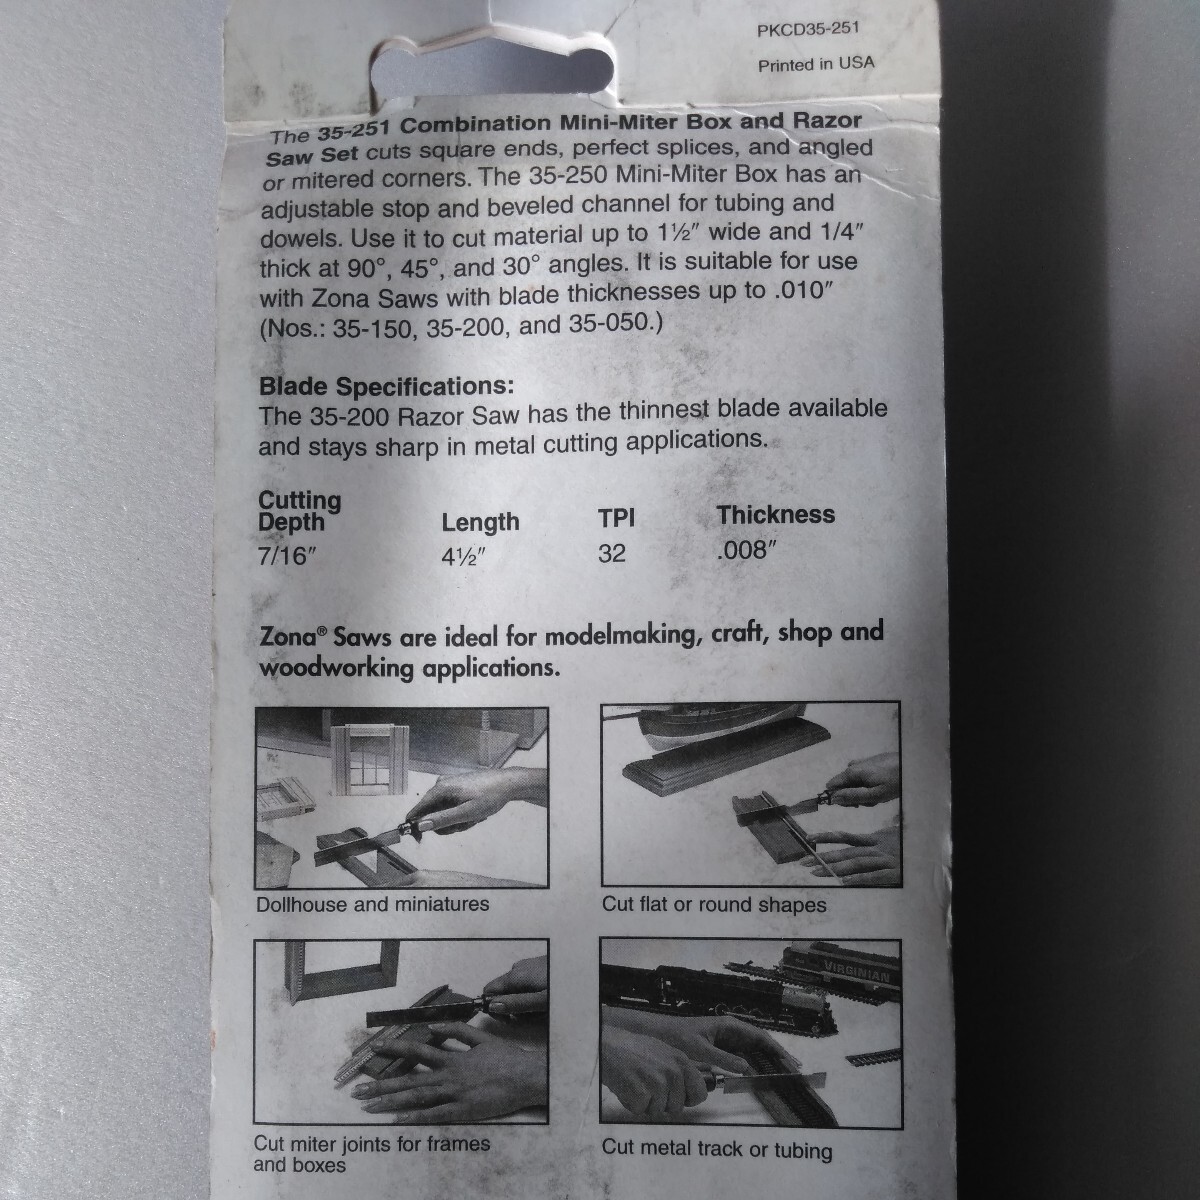 PKCD35-251
Printed in USA
The 35-251 Combination Mini-Miter Box and Razor
Saw Set cuts square ends, perfect splices, and angled
or mitered corners. The 35-250 Mini-Miter Box has an
adjustable stop and beveled channel for tubing and
dowels. Use it to cut material up to 1½″ wide and 1/4″
thick at 90°, 45°, and 30° angles. It is suitable for use
with Zona Saws with blade thicknesses up to .010″
(Nos.: 35-150, 35-200, and 35-050.)
Blade Specifications:
The 35-200 Razor Saw has the thinnest blade available
and stays sharp in metal cutting applications.
Cutting
Depth Length TPI Thickness
7/16″ 4½″ 32 .008″
Zona® Saws are ideal for modelmaking, craft, shop and
woodworking applications.
Dollhouse and miniatures
Cut flat or round shapes
VIRGINIAN
Cut miter joints for frames
and boxes
Cut metal track or tubing